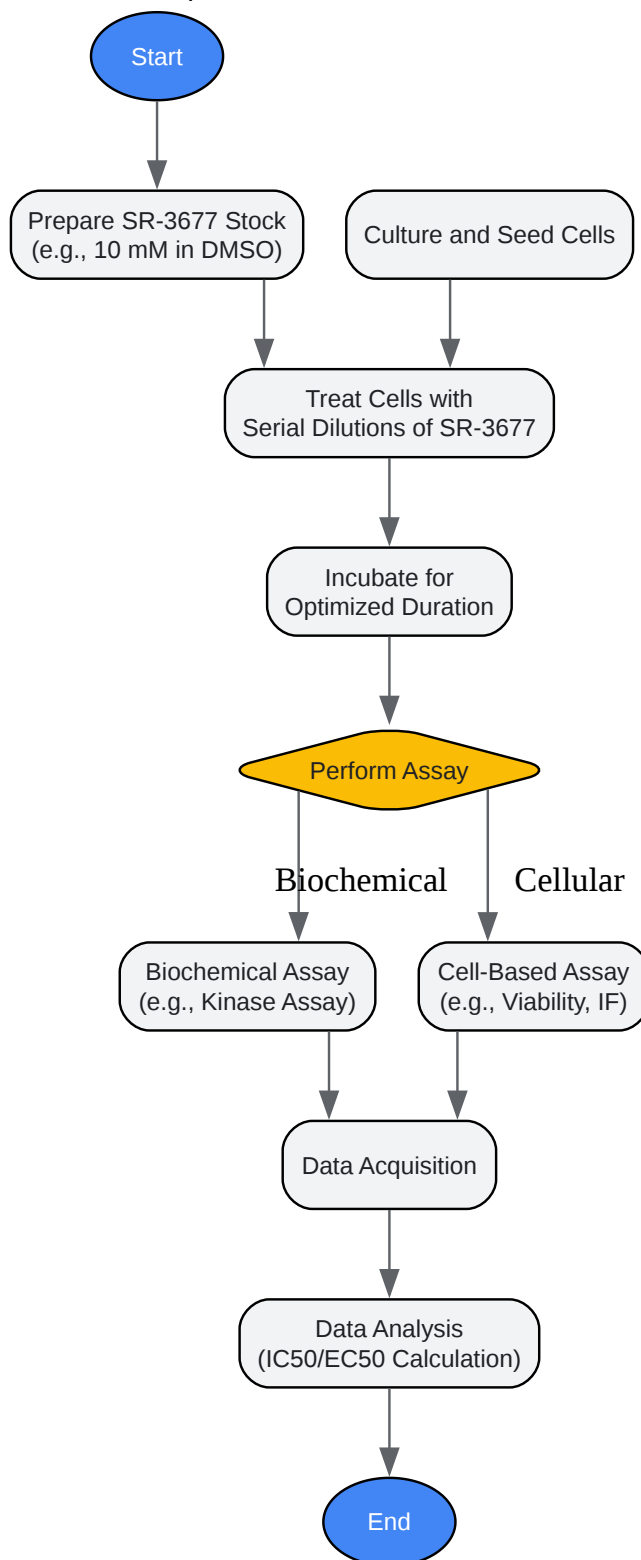 Start
Prepare SR-3677 Stock
(e.g., 10 mM in DMSO)
Culture and Seed Cells
Treat Cells with
Serial Dilutions of SR-3677
Incubate for
Optimized Duration
Perform Assay
Biochemical
Cellular
Biochemical Assay
(e.g., Kinase Assay)
Cell-Based Assay
(e.g., Viability, IF)
Data Acquisition
Data Analysis
(IC50/EC50 Calculation)
End